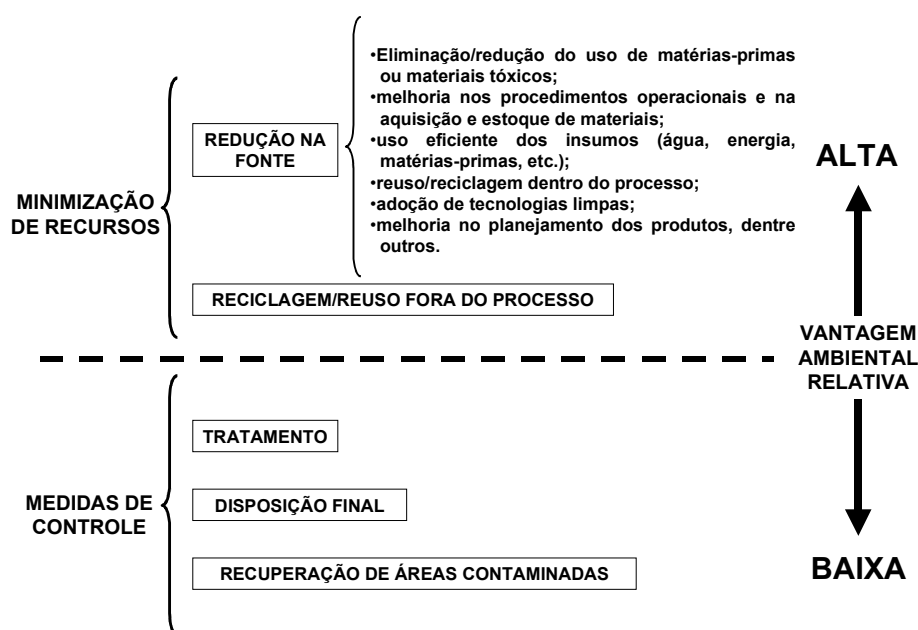 •Eliminação/redução do uso de matérias-primas
ou materiais tóxicos;
•melhoria nos procedimentos operacionais e na
aquisição e estoque de materiais;
•uso eficiente dos insumos (água, energia,
matérias-primas, etc.);
•reuso/reciclagem dentro do processo;
•adoção de tecnologias limpas;
•melhoria no planejamento dos produtos, dentre
outros.
REDUÇÃO NA
FONTE
MINIMIZAÇÃO
DE RECURSOS
RECICLAGEM/REUSO FORA DO PROCESSO
ALTA
VANTAGEM
AMBIENTAL
RELATIVA
BAIXA
TRATAMENTO
MEDIDAS DE
CONTROLE
DISPOSIÇÃO FINAL
RECUPERAÇÃO DE ÁREAS CONTAMINADAS